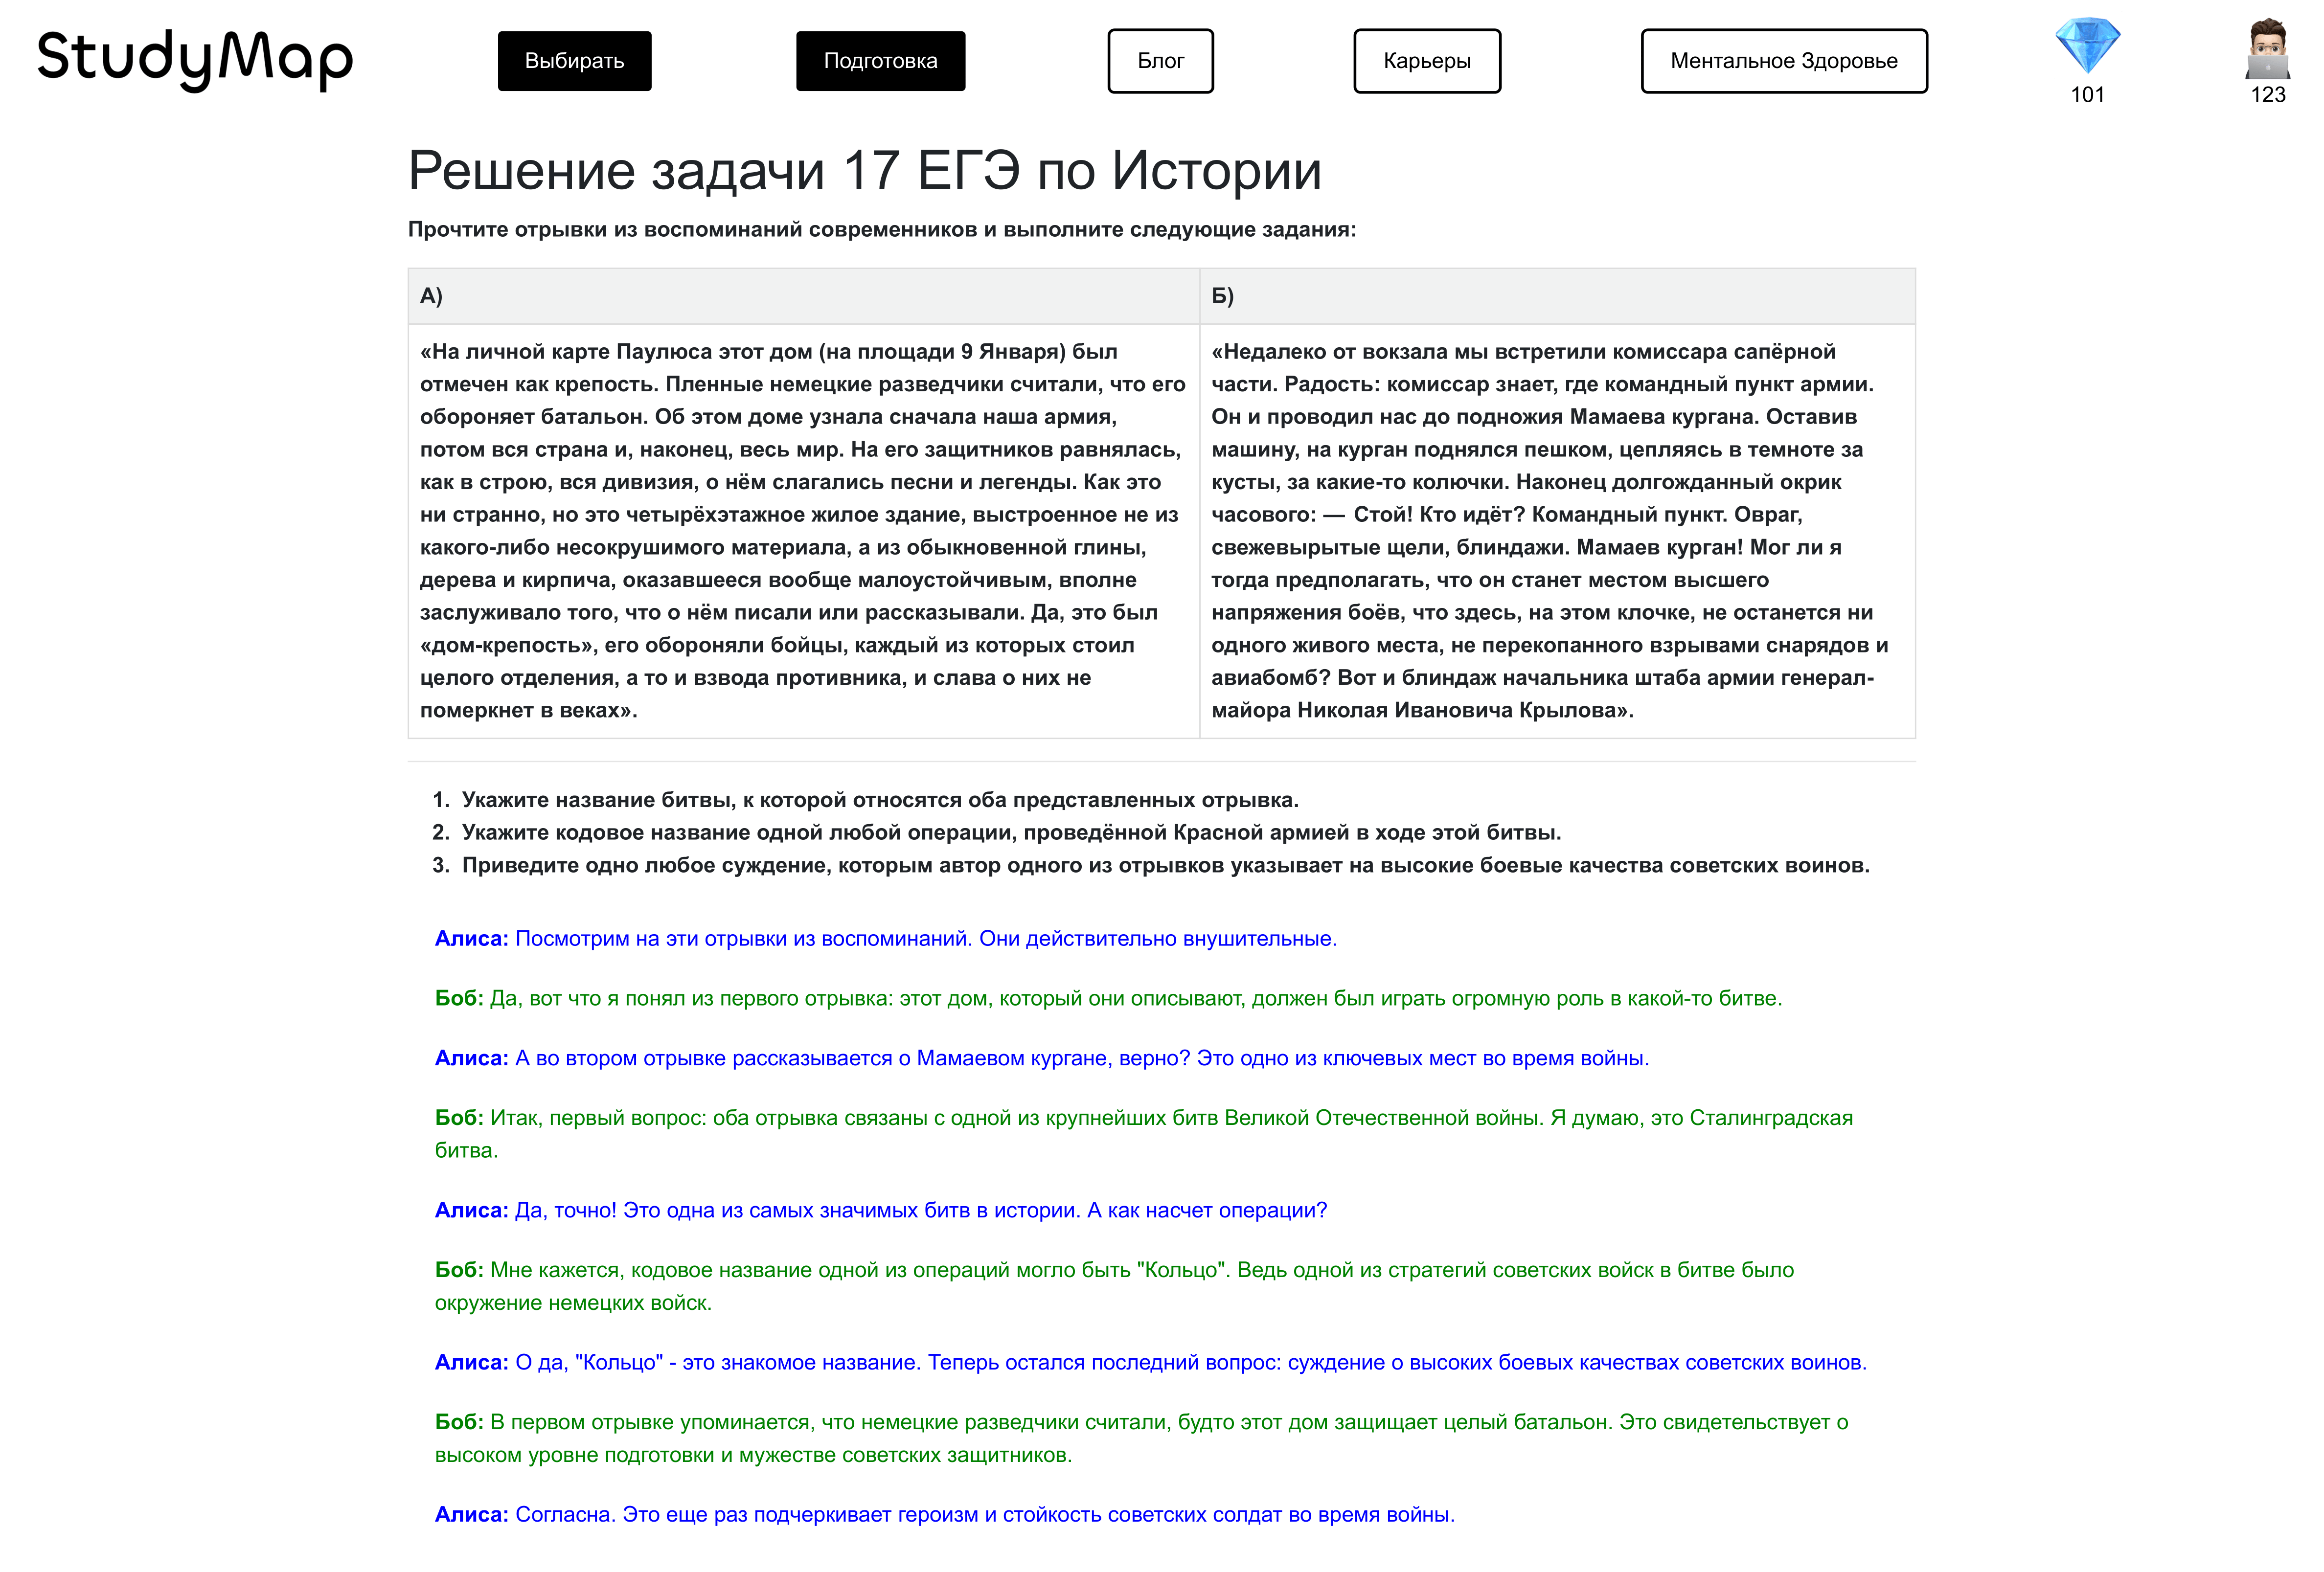 StudyMap
Выбирать
Подготовка
Блог
Карьеры
Ментальное Здоровье
101
123
Решение задачи 17 ЕГЭ по Истории
Прочтите отрывки из воспоминаний современников и выполните следующие задания:
А)
«На личной карте Паулюса этот дом (на площади 9 Января) был
отмечен как крепость. Пленные немецкие разведчики считали, что его
обороняет батальон. Об этом доме узнала сначала наша армия,
потом вся страна и, наконец, весь мир. На его защитников равнялась,
как в строю, вся дивизия, о нём слагались песни и легенды. Как это
ни странно, но это четырёхэтажное жилое здание, выстроенное не из
какого-либо несокрушимого материала, а из обыкновенной глины,
дерева и кирпича, оказавшееся вообще малоустойчивым, вполне
заслуживало того, что о нём писали или рассказывали. Да, это был
«дом-крепость», его обороняли бойцы, каждый из которых стоил
целого отделения, а то и взвода противника, и слава о них не
померкнет в веках».
Б)
«Недалеко от вокзала мы встретили комиссара сапёрной
части. Радость: комиссар знает, где командный пункт армии.
Он и проводил нас до подножия Мамаева кургана. Оставив
машину, на курган поднялся пешком, цепляясь в темноте за
кусты, за какие-то колючки. Наконец долгожданный окрик
часового: — Стой! Кто идёт? Командный пункт. Овраг,
свежевырытые щели, блиндажи. Мамаев курган! Мог ли я
тогда предполагать, что он станет местом высшего
напряжения боёв, что здесь, на этом клочке, не останется ни
одного живого места, не перекопанного взрывами снарядов и
авиабомб? Вот и блиндаж начальника штаба армии генерал-
майора Николая Ивановича Крылова».
1. Укажите название битвы, к которой относятся оба представленных отрывка.
2. Укажите кодовое название одной любой операции, проведённой Красной армией в ходе этой битвы.
3. Приведите одно любое суждение, которым автор одного из отрывков указывает на высокие боевые качества советских воинов.
Алиса: Посмотрим на эти отрывки из воспоминаний. Они действительно внушительные.
Боб: Да, вот что я понял из первого отрывка: этот дом, который они описывают, должен был играть огромную роль в какой-то битве.
Алиса: А во втором отрывке рассказывается о Мамаевом кургане, верно? Это одно из ключевых мест во время войны.
Боб: Итак, первый вопрос: оба отрывка связаны с одной из крупнейших битв Великой Отечественной войны. Я думаю, это Сталинградская
битва.
Алиса: Да, точно! Это одна из самых значимых битв в истории. А как насчет операции?
Боб: Мне кажется, кодовое название одной из операций могло быть "Кольцо". Ведь одной из стратегий советских войск в битве было
окружение немецких войск.
Алиса: О да, "Кольцо" - это знакомое название. Теперь остался последний вопрос: суждение о высоких боевых качествах советских воинов.
Боб: В первом отрывке упоминается, что немецкие разведчики считали, будто этот дом защищает целый батальон. Это свидетельствует о
высоком уровне подготовки и мужестве советских защитников.
Алиса: Согласна. Это еще раз подчеркивает героизм и стойкость советских солдат во время войны.